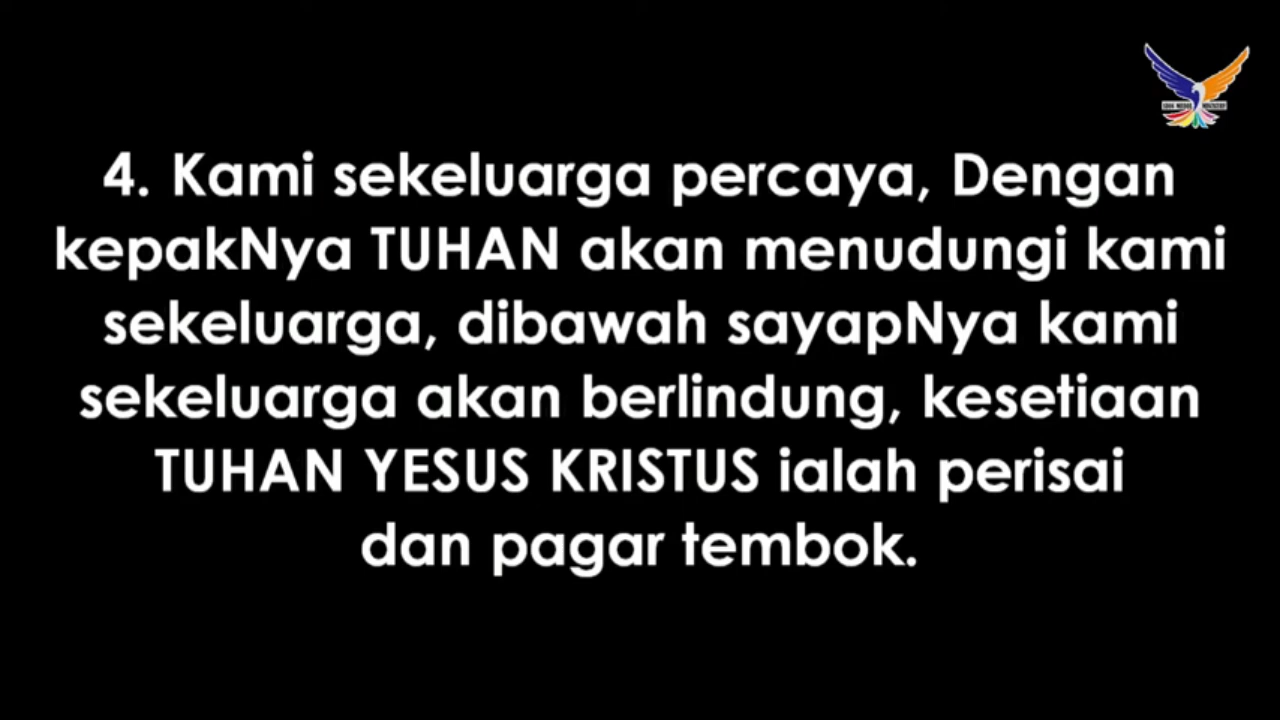 4. Kami sekeluarga percaya, Dengan
kepakNya TUHAN akan menudungi kami
sekeluarga, dibawah sayapNya kami
sekeluarga akan berlindung, kesetiaan
TUHAN YESUS KRISTUS ialah perisai
dan pagar tembok.